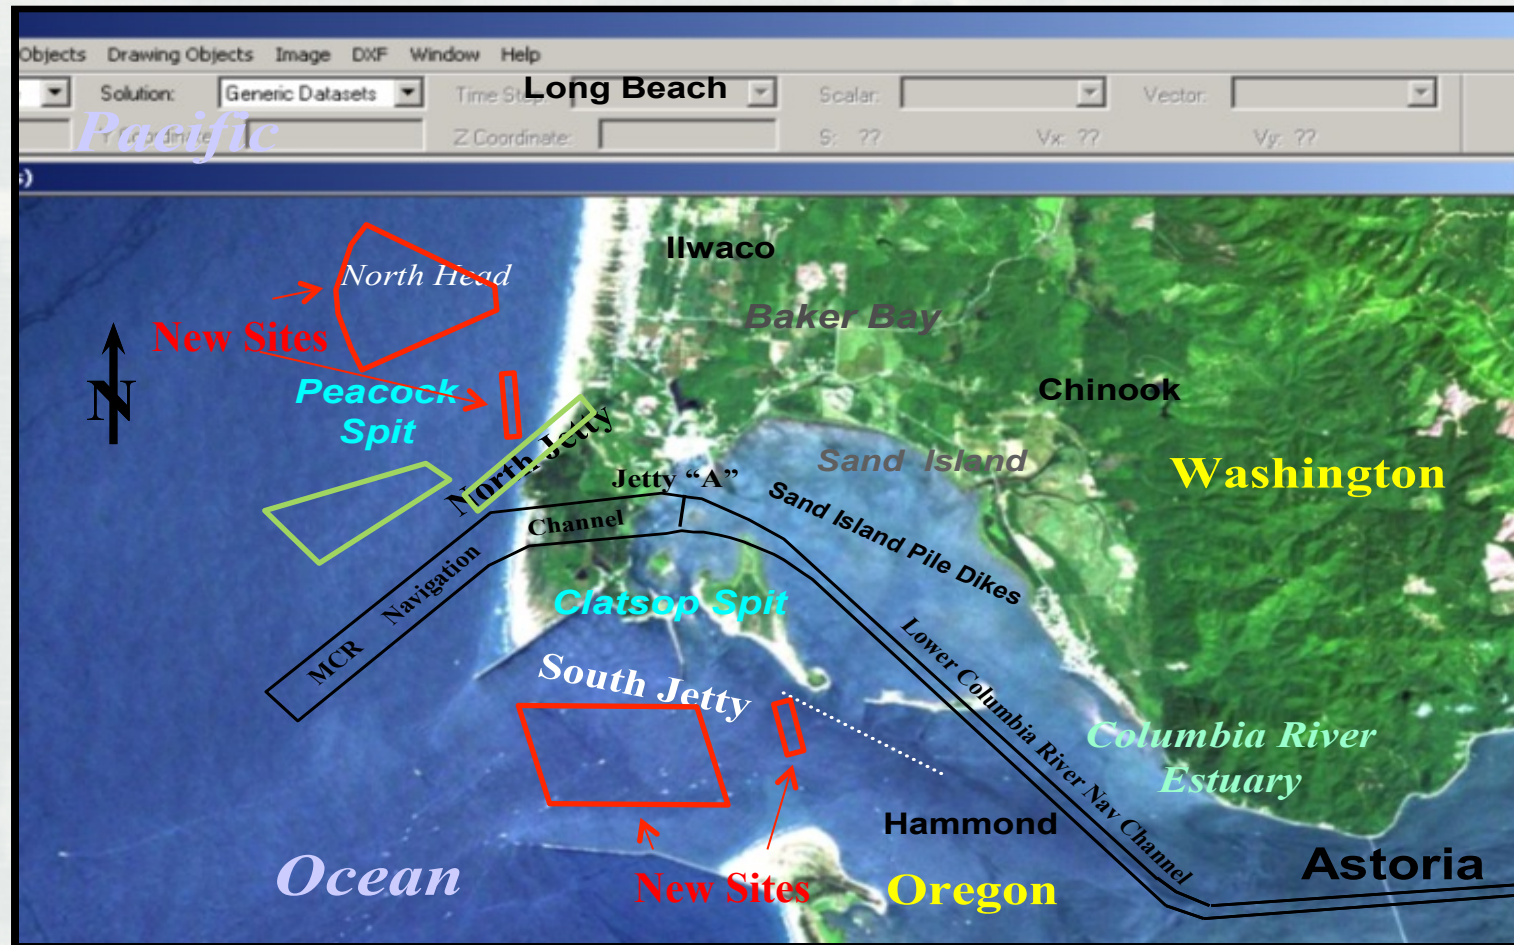 Objects Drawing Objects Image DXF Window Help
Solution: Generic Datasets Time Step: Scalar: Vector:
Long Beach
Y Coordinate: Z Coordinate: S: ?? Vx: ?? Vy: ??
Pacific
s)
Ilwaco
North Head
Baker Bay
New Sites
N
Peacock
Spit
Chinook
North Jetty
Sand Island
Washington
Jetty “A”
Channel
Sand Island Pile Dikes
Navigation
MCR
Clatsop Spit
South Jetty
Lower Columbia River Nav Channel
Columbia River
Estuary
Hammond
Astoria
Ocean
New Sites
Oregon